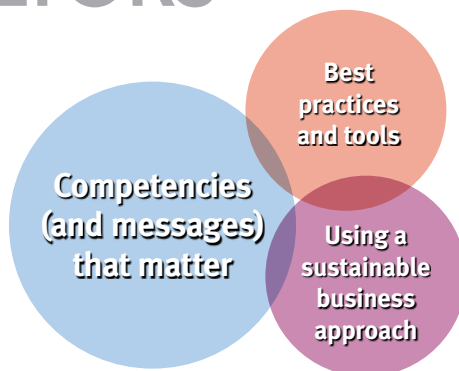 Competencies
(and messages)
that matter
Best
practices
and tools
Using a
sustainable
business
approach